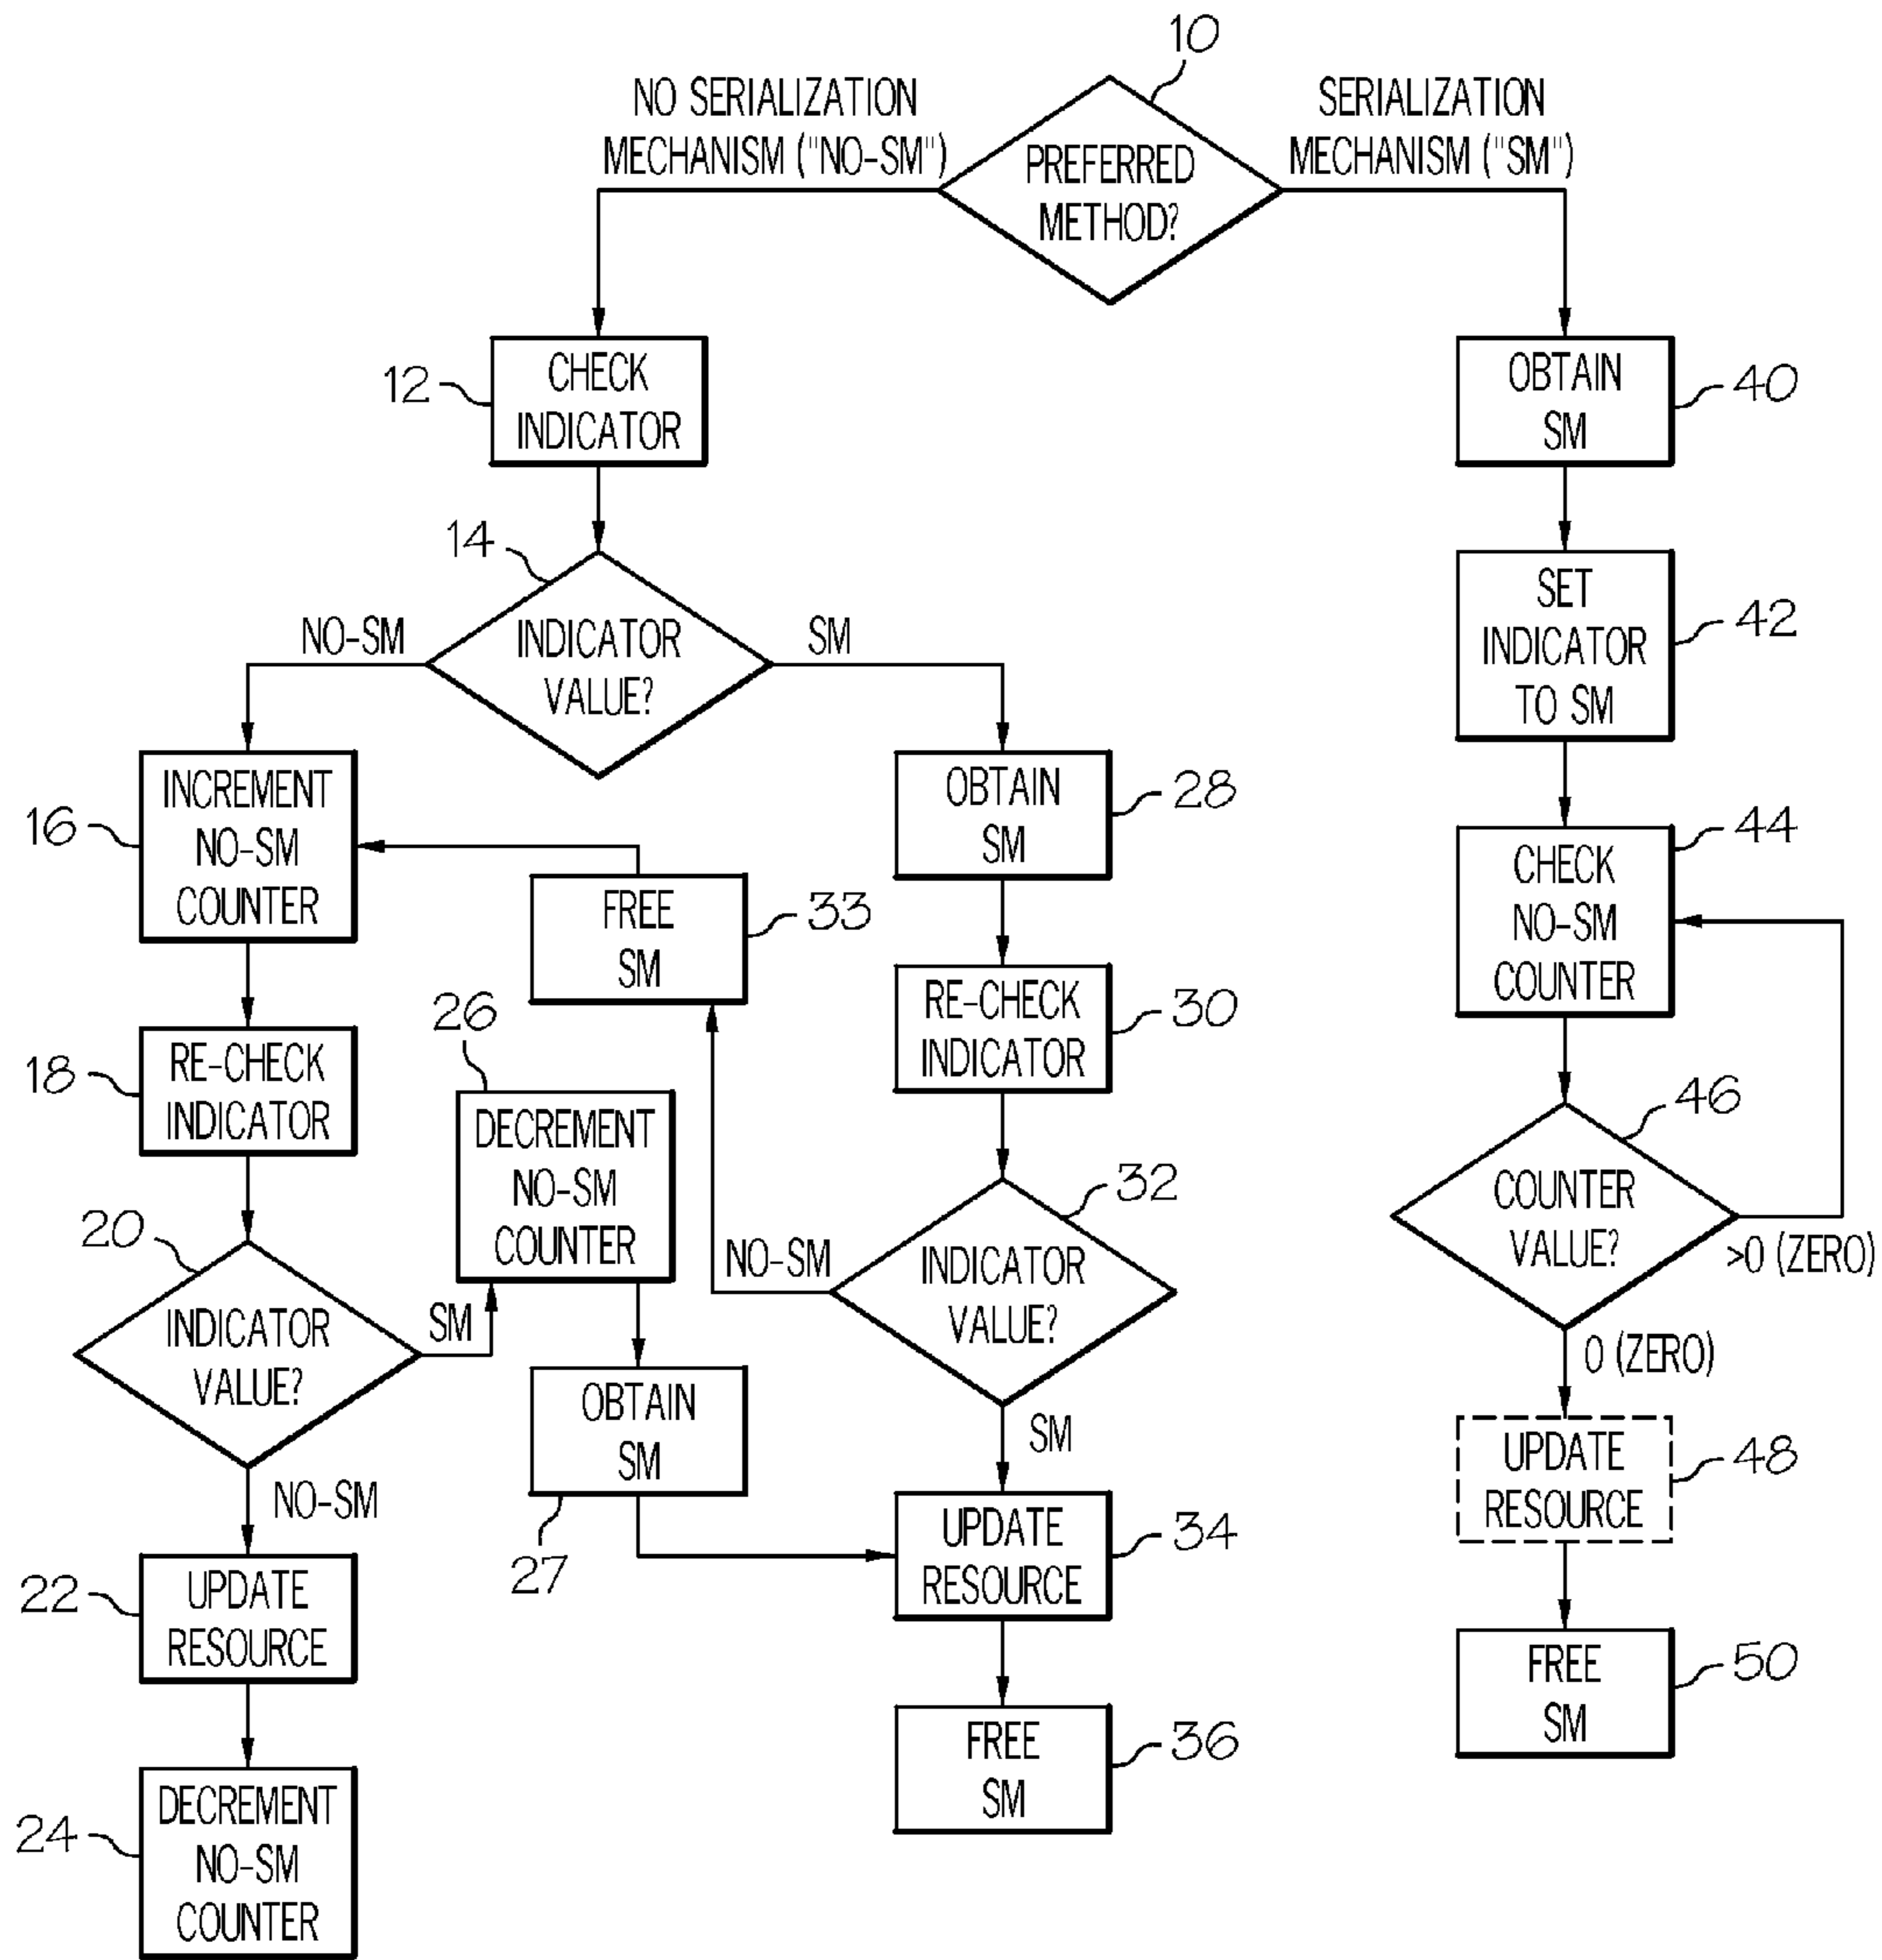 10
NO SERIALIZATION
MECHANISM ("NO-SM")
SERIALIZATION
MECHANISM ("SM")
PREFERRED
METHOD?
12
CHECK
INDICATOR
OBTAIN
SM
40
14
INDICATOR
VALUE?
NO-SM
SM
SET
INDICATOR
TO SM
42
16
INCREMENT
NO-SM
COUNTER
OBTAIN
SM
28
FREE
SM
33
CHECK
NO-SM
COUNTER
44
18
RE-CHECK
INDICATOR
26
DECREMENT
NO-SM
COUNTER
RE-CHECK
INDICATOR
30
20
INDICATOR
VALUE?
SM
NO-SM
NO-SM
INDICATOR
VALUE?
32
SM
46
COUNTER
VALUE?
>0 (ZERO)
0 (ZERO)
OBTAIN
SM
27
22
UPDATE
RESOURCE
UPDATE
RESOURCE
34
UPDATE
RESOURCE
48
24
DECREMENT
NO-SM
COUNTER
FREE
SM
36
FREE
SM
50